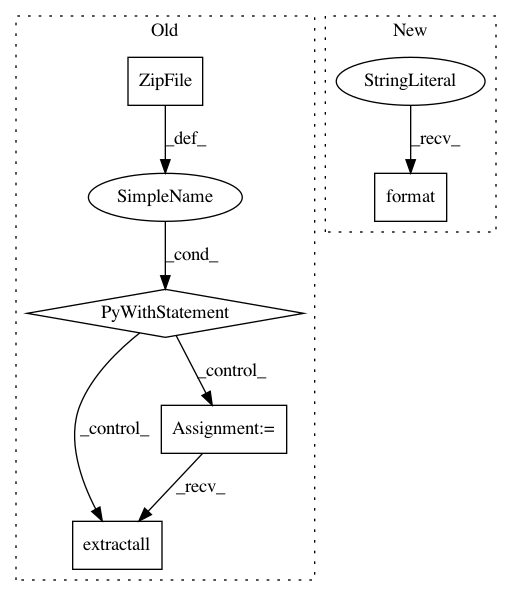 Old
New
ZipFile
StringLiteral
_def_
_recv_
SimpleName
format
_cond_
PyWithStatement
_control_
_control_
Assignment:=
_recv_
extractall